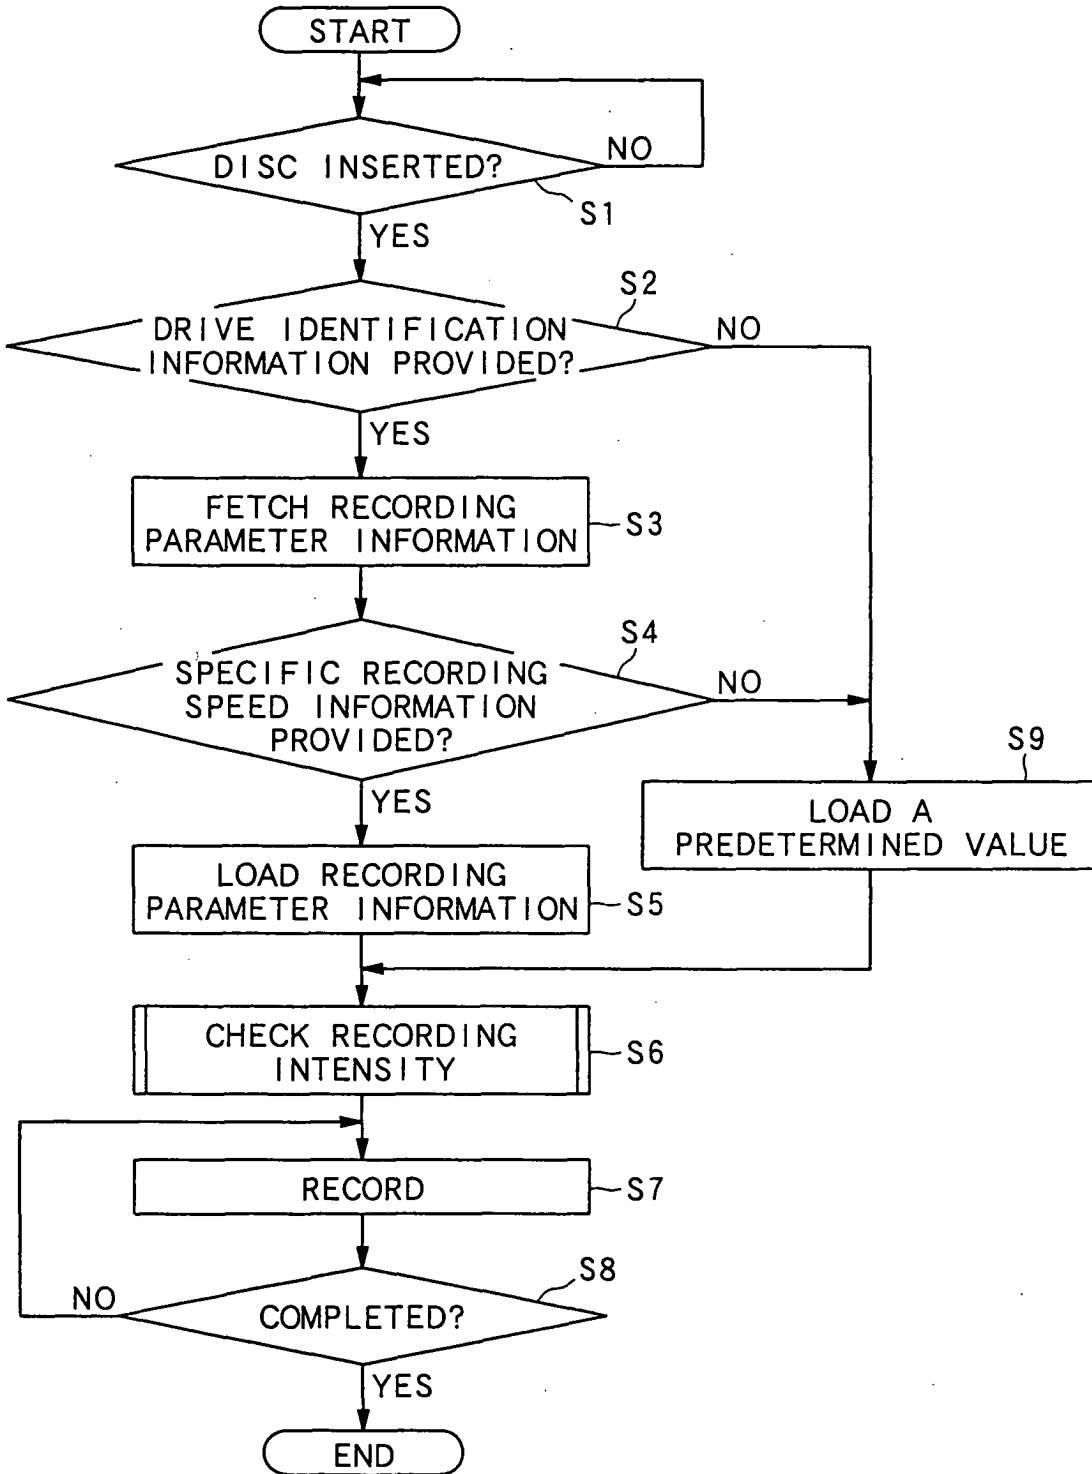 START
DISC INSERTED?
NO
S1
YES
S2
DRIVE IDENTIFICATION
INFORMATION PROVIDED?
NO
YES
FETCH RECORDING
PARAMETER INFORMATION
S3
S4
SPECIFIC RECORDING
SPEED INFORMATION
PROVIDED?
NO
YES
S9
LOAD A
PREDETERMINED VALUE
LOAD RECORDING
PARAMETER INFORMATION
S5
CHECK RECORDING
INTENSITY
S6
RECORD
S7
S8
COMPLETED?
NO
YES
END